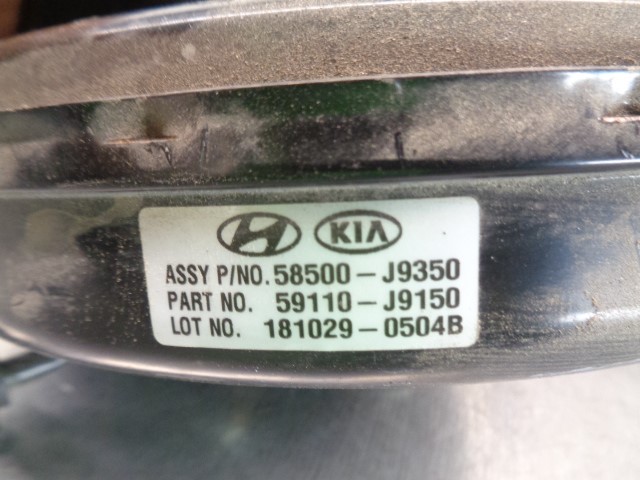 KIA
ASSY P/NO. 58500-J9350
PART NO. 59110-J9150
LOT NO. 181029-0504B